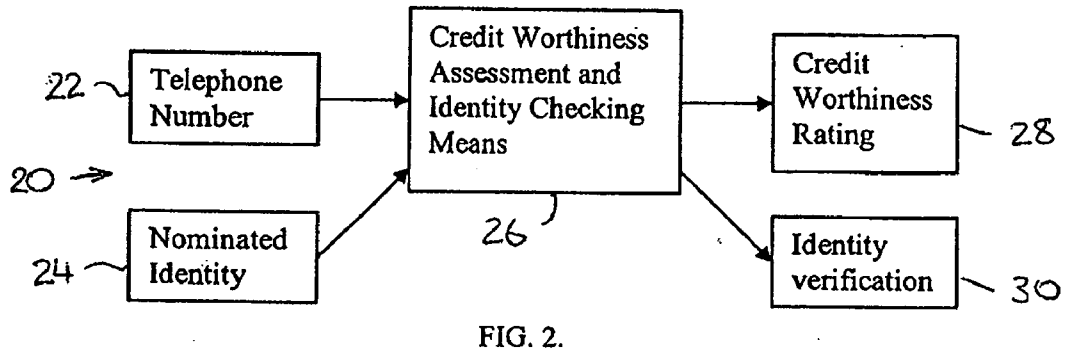 22
Telephone
Number
20
24
Nominated
Identity
Credit Worthiness
Assessment and
Identity Checking
Means
26
Credit
Worthiness
Rating
28
Identity
verification
30
FIG. 2.